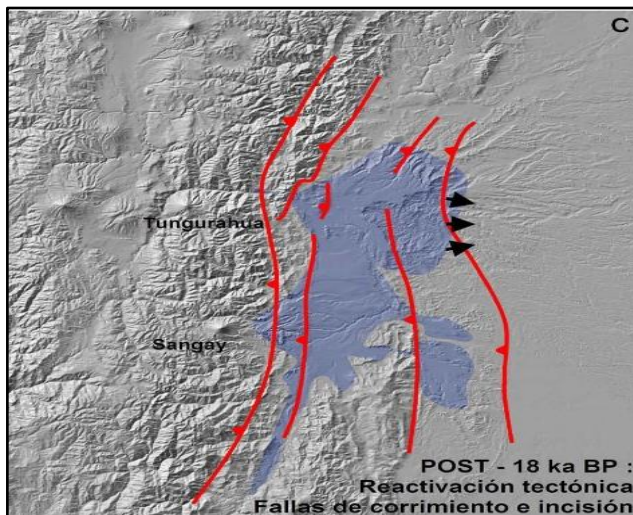 C
Tungurahua
Sangay
POST - 18 ka BP :
Reactivación tectónica
Fallas de corrimiento e incisión